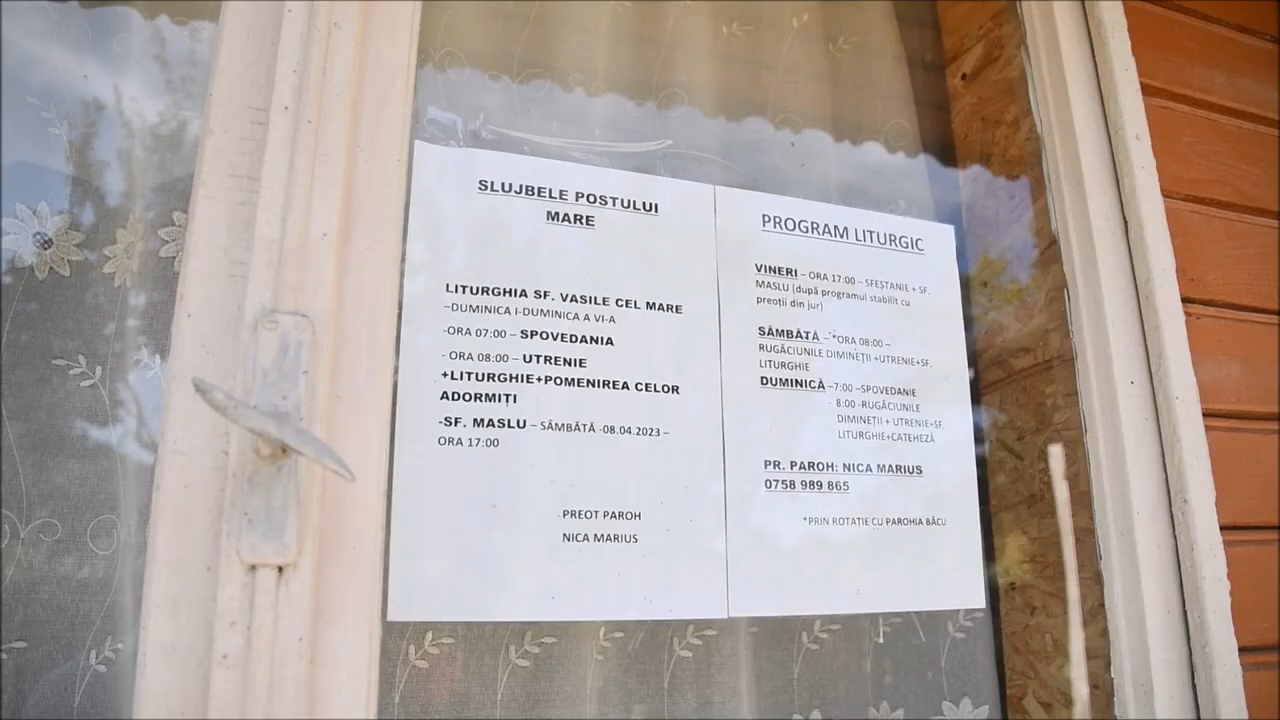 SLUJBELE POSTULUI
MARE
LITURGHIA SF. VASILE CEL MARE
–DUMINICA I-DUMINICA A VI-A
-ORA 07:00 – SPOVEDANIA
- ORA 08:00 – UTRENIE
+LITURGHIE+POMENIREA CELOR
ADORMIȚI
-SF. MASLU – SÂMBĂTĂ -08.04.2023 –
ORA 17:00
PREOT PAROH
NICA MARIUS
PROGRAM LITURGIC
VINERI – ORA 17:00 – SFEȘTANIE + SF.
MASLU (după programul stabilit cu
preoții din jur)
SÂMBĂTĂ – *ORA 08:00 –
RUGĂCIUNILE DIMINEȚII +UTRENIE+SF.
LITURGHIE
DUMINICĂ –7:00 –SPOVEDANIE
- 8:00 -RUGĂCIUNILE
DIMINEȚII + UTRENIE+SF.
LITURGHIE+CATEHEZĂ
PR. PAROH: NICA MARIUS
0758 989 865
*PRIN ROTAȚIE CU PAROHIA BĂCU